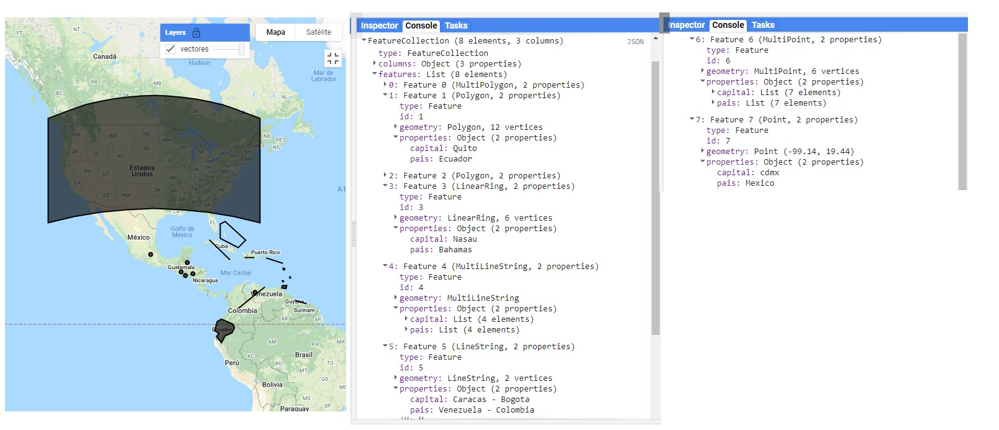 YT
NT
Layers
Mapa
Satélite
vectores
Hudson
Canadá
Mar de
Labrador
AB
MB
BC
SK
NL
ON
QC
WA
MT
ND
NB
PE
NS
MN
OR
ID
SD
WI
MI
NH
WY
NY
MA
IA
PA
NV
UT
Estados
Unidos
IL
IN
OH
MD
DE
MO
KY
WV
VA
CA
OK
AR
TN
NC
AZ
NM
MS
AL
SC
GA
TX
LA
FL
A t
Golfo de
México
México
Cuba
Puerto Rico
Guatemala
Mar Caribe
Nicaragua
Venezuela
Guyana
Surinam
Colombia
RR
AP
Ecuador
AM
PA
MA
Perú
AC
RO
Brasil
TO
MT
GO
Bolivia
MS
SP
Paraguay
Inspector Console Tasks
FeatureCollection (8 elements, 3 columns) JSON
type: FeatureCollection
columns: Object (3 properties)
features: List (8 elements)
0: Feature 0 (MultiPolygon, 2 properties)
1: Feature 1 (Polygon, 2 properties)
type: Feature
id: 1
geometry: Polygon, 12 vertices
properties: Object (2 properties)
capital: Quito
pais: Ecuador
2: Feature 2 (Polygon, 2 properties)
3: Feature 3 (LinearRing, 2 properties)
type: Feature
id: 3
geometry: LinearRing, 6 vertices
properties: Object (2 properties)
capital: Nasau
pais: Bahamas
4: Feature 4 (MultiLineString, 2 properties)
type: Feature
id: 4
geometry: MultiLineString
properties: Object (2 properties)
capital: List (4 elements)
pais: List (4 elements)
5: Feature 5 (LineString, 2 properties)
type: Feature
id: 5
geometry: LineString, 2 vertices
properties: Object (2 properties)
capital: Caracas - Bogota
pais: Venezuela - Colombia
Inspector Console Tasks
6: Feature 6 (MultiPoint, 2 properties)
type: Feature
id: 6
geometry: MultiPoint, 6 vertices
properties: Object (2 properties)
capital: List (7 elements)
pais: List (7 elements)
7: Feature 7 (Point, 2 properties)
type: Feature
id: 7
geometry: Point (-99.14, 19.44)
properties: Object (2 properties)
capital: cdmx
pais: Mexico